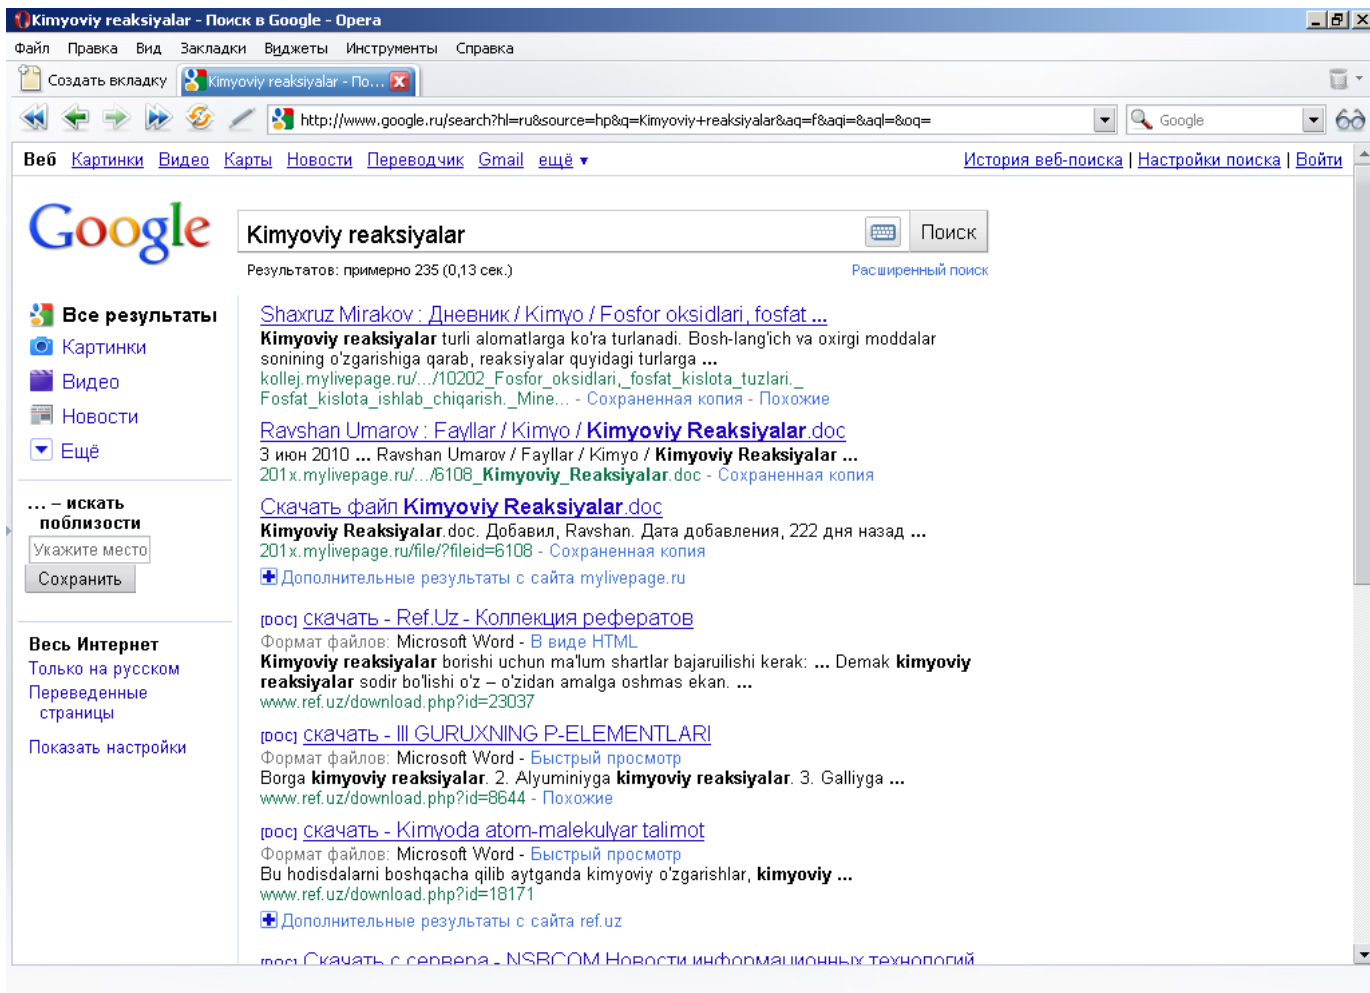 Kimyoviy reaksiyalar - Поиск в Google - Opera
Файл Правка Вид Закладки Виджеты Инструменты Справка
Создать вкладку Kimyoviy reaksiyalar - По...
http://www.google.ru/search?hl=ru&source=hp&q=Kimyoviy+reaksiyalar&aq=f&aqi=&aql=&oq= Google
Веб Картинки Видео Карты Новости Переводчик Gmail ещё ▼ История веб-поиска | Настройки поиска | Войти
Google
Kimyoviy reaksiyalar Поиск
Результатов: примерно 235 (0,13 сек.) Расширенный поиск
Все результаты
Картинки
Видео
Новости
Ещё
... – искать
поблизости
Укажите место
Сохранить
Весь Интернет
Только на русском
Переведенные
страницы
Показать настройки
Shaxruz Mirakov : Дневник / Kimyo / Fosfor oksidlari, fosfat ...
Kimyoviy reaksiyalar turli alomatlarga ko'ra turlanadi. Bosh-lang'ich va oxirgi moddalar
sonining o'zgarishiga qarab, reaksiyalar quyidagi turlarga ...
kollej.mylivepage.ru/.../10202_Fosfor_oksidlari,_fosfat_kislota_tuzlari._
Fosfat_kislota_ishlab_chiqarish._Mine... - Сохраненная копия - Похожие
Ravshan Umarov : Fayllar / Kimyo / Kimyoviy Reaksiyalar.doc
3 июн 2010 ... Ravshan Umarov / Fayllar / Kimyo / Kimyoviy Reaksiyalar ...
201x.mylivepage.ru/.../6108_Kimyoviy_Reaksiyalar.doc - Сохраненная копия
Скачать файл Kimyoviy Reaksiyalar.doc
Kimyoviy Reaksiyalar.doc. Добавил, Ravshan. Дата добавления, 222 дня назад ...
201x.mylivepage.ru/file/?fileid=6108 - Сохраненная копия
Дополнительные результаты с сайта mylivepage.ru
[DOC] скачать - Ref.Uz - Коллекция рефератов
Формат файлов: Microsoft Word - В виде HTML
Kimyoviy reaksiyalar borishi uchun ma'lum shartlar bajaruilishi kerak: ... Demak kimyoviy
reaksiyalar sodir bo'lishi o'z – o'zidan amalga oshmas ekan. ...
www.ref.uz/download.php?id=23037
[DOC] скачать - III GURUXNING P-ELEMENTLARI
Формат файлов: Microsoft Word - Быстрый просмотр
Borga kimyoviy reaksiyalar. 2. Alyuminiyga kimyoviy reaksiyalar. 3. Galliyga ...
www.ref.uz/download.php?id=8644 - Похожие
[DOC] скачать - Kimyoda atom-malekulyar talimot
Формат файлов: Microsoft Word - Быстрый просмотр
Bu hodisdalarni boshqacha qilib aytganda kimyoviy o'zgarishlar, kimyoviy ...
www.ref.uz/download.php?id=18171
Дополнительные результаты с сайта ref.uz
[DOC] Скачать с сервера - NSBCOM Новости информационных технологий